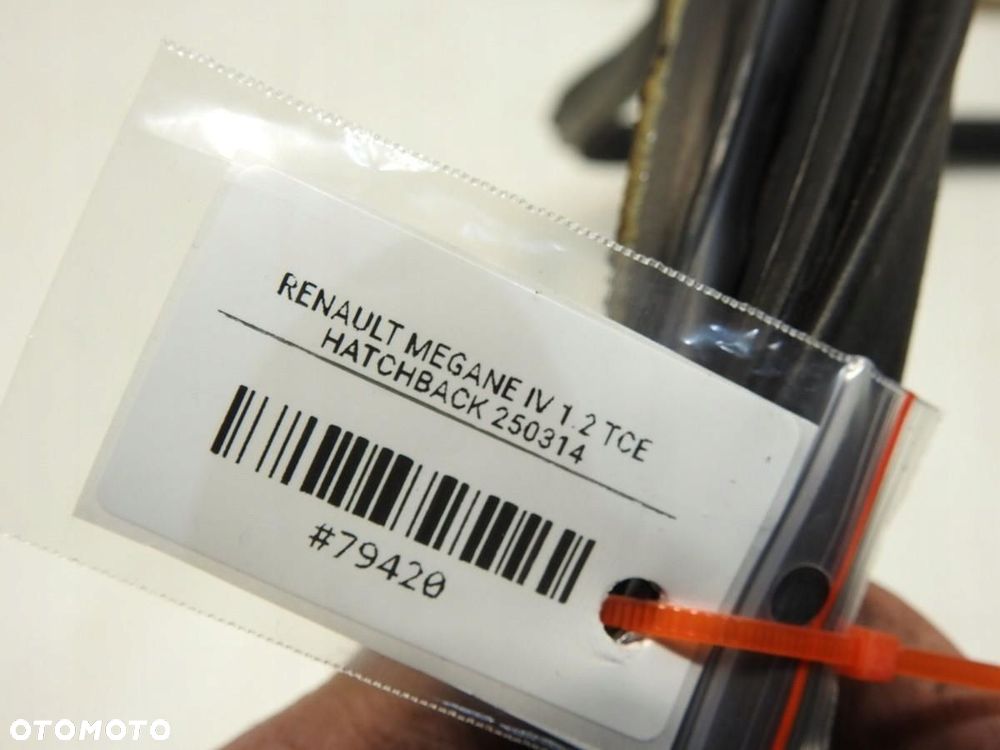 RENAULT MEGANE IV 1.2 TCE
HATCHBACK 250314
#79420
OTOMOTO